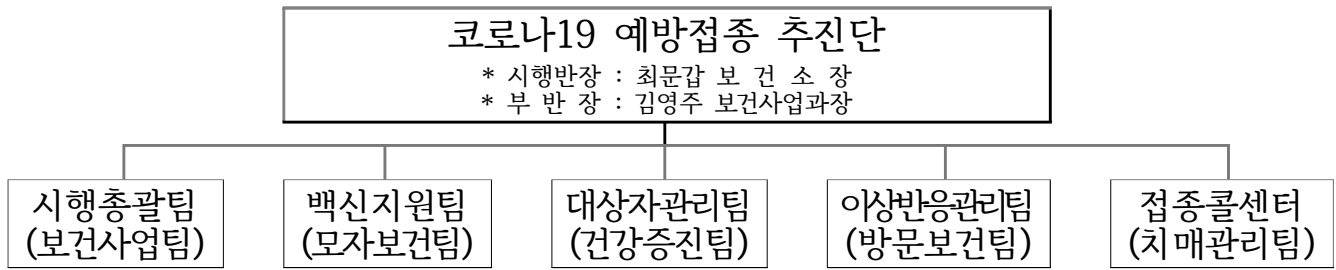 코로나19 예방접종 추진단
* 시행반장 : 최문갑 보 건 소 장
* 부 반 장 : 김영주 보건사업과장
시행총괄팀
(보건사업팀)
백신지원팀
(모자보건팀)
대상자관리팀
(건강증진팀)
이상반응관리팀
(방문보건팀)
접종콜센터
(치매관리팀)